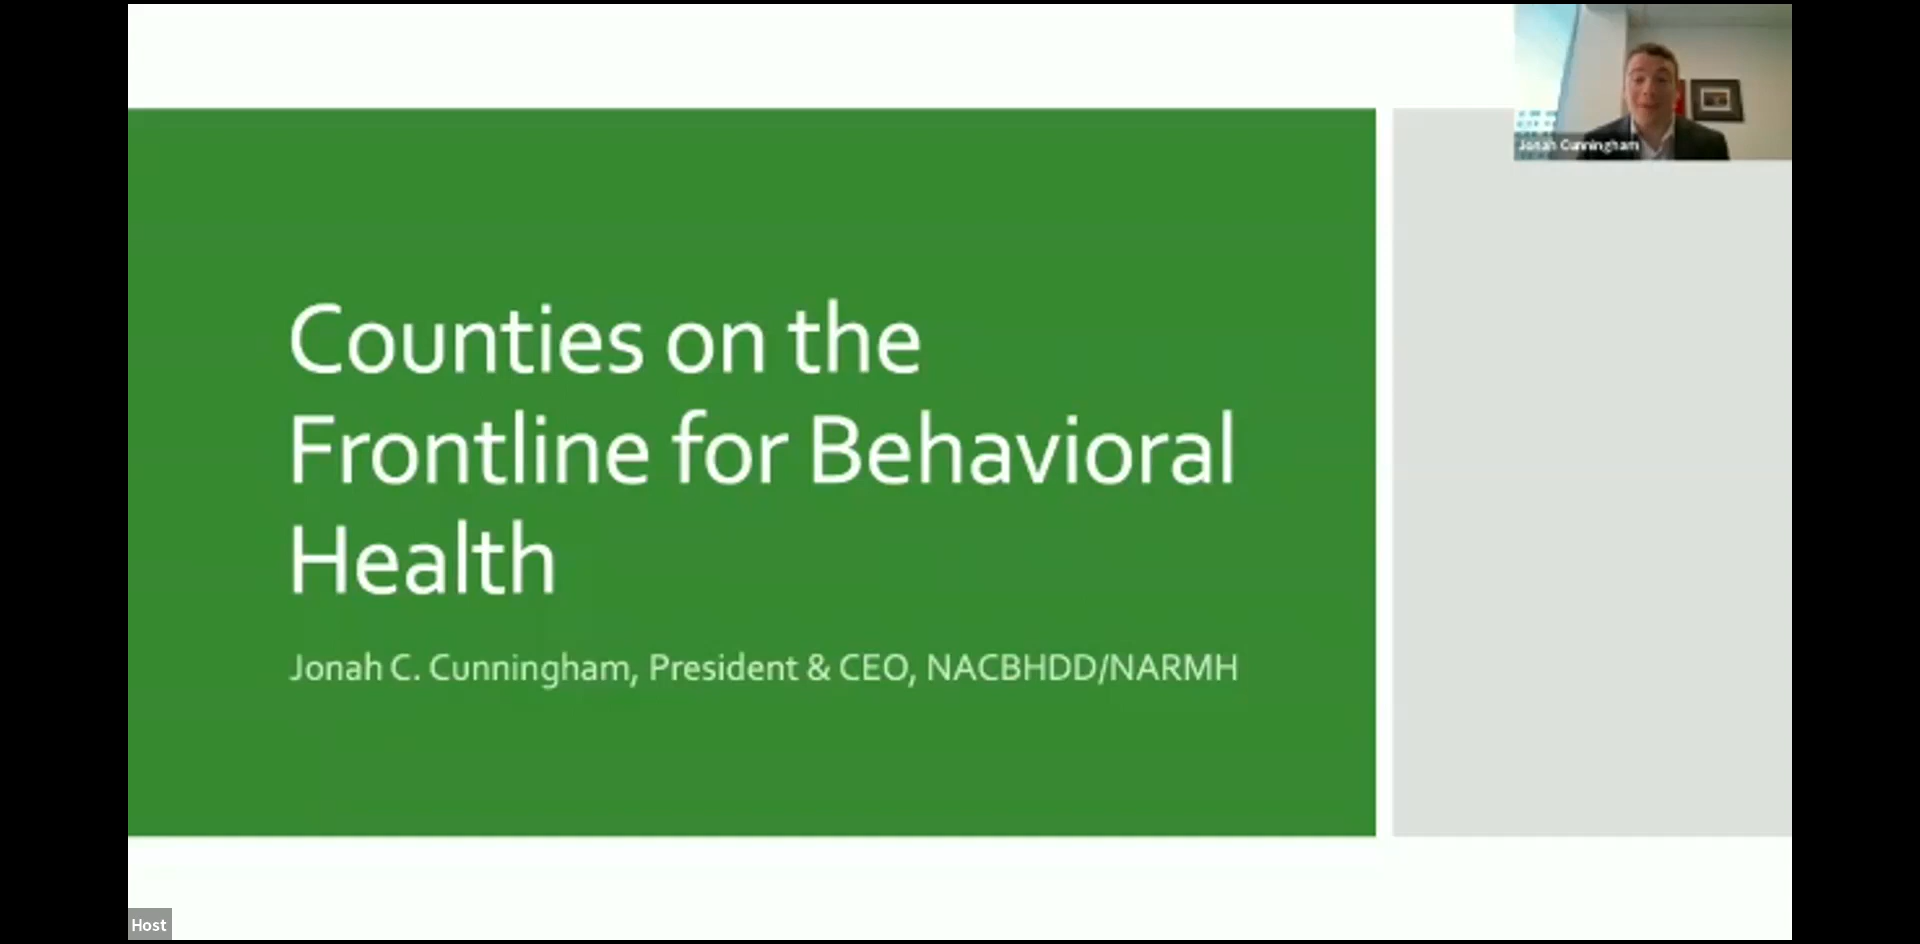 Jonah Cunningham
Counties on the
Frontline for Behavioral
Health
Jonah C. Cunningham, President & CEO, NACBHDD/NARMH
Host